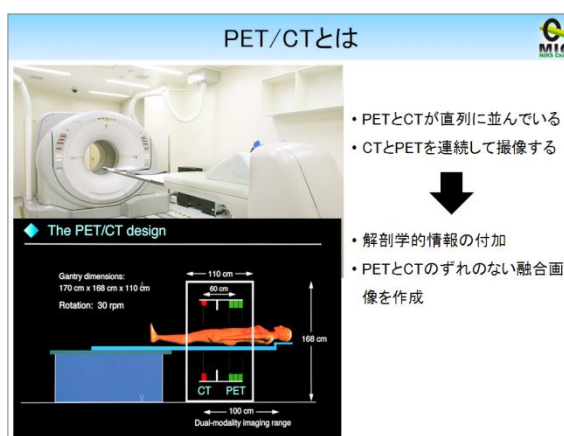 PET/CTとは
・PETとCTが直列に並んでいる
・CTとPETを連続して撮像する
・解剖学的情報の付加
・PETとCTのずれのない融合画
像を作成
The PET/CT design
Gantry dimensions:
170 cm x 168 cm x 110 cm
Rotation: 30 rpm
110 cm
60 cm
168 cm
CT PET
100 cm
Dual-modality imaging range